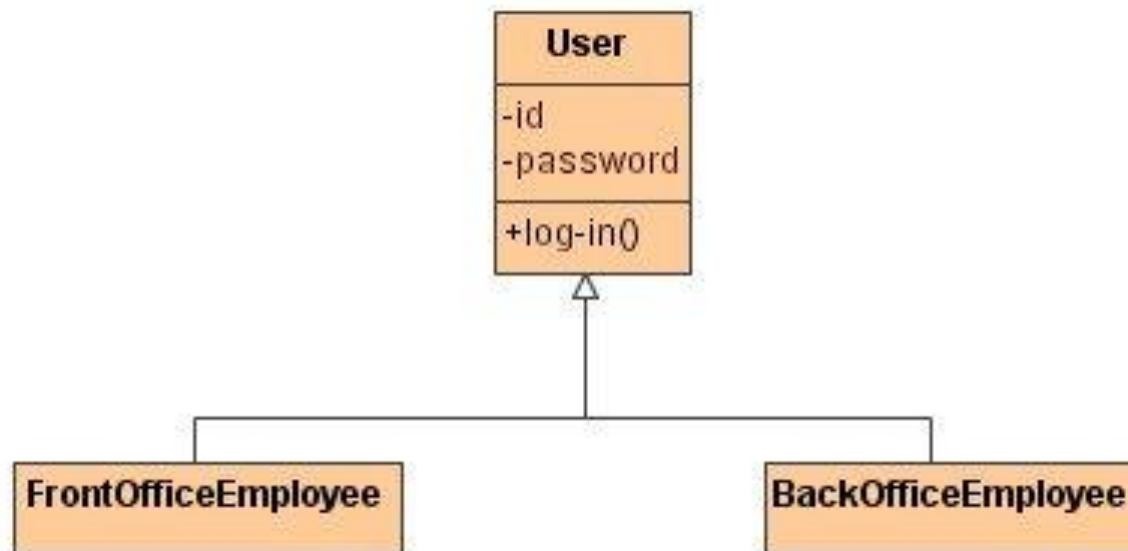 User
-id
-password
+log-in()
FrontOfficeEmployee
BackOfficeEmployee